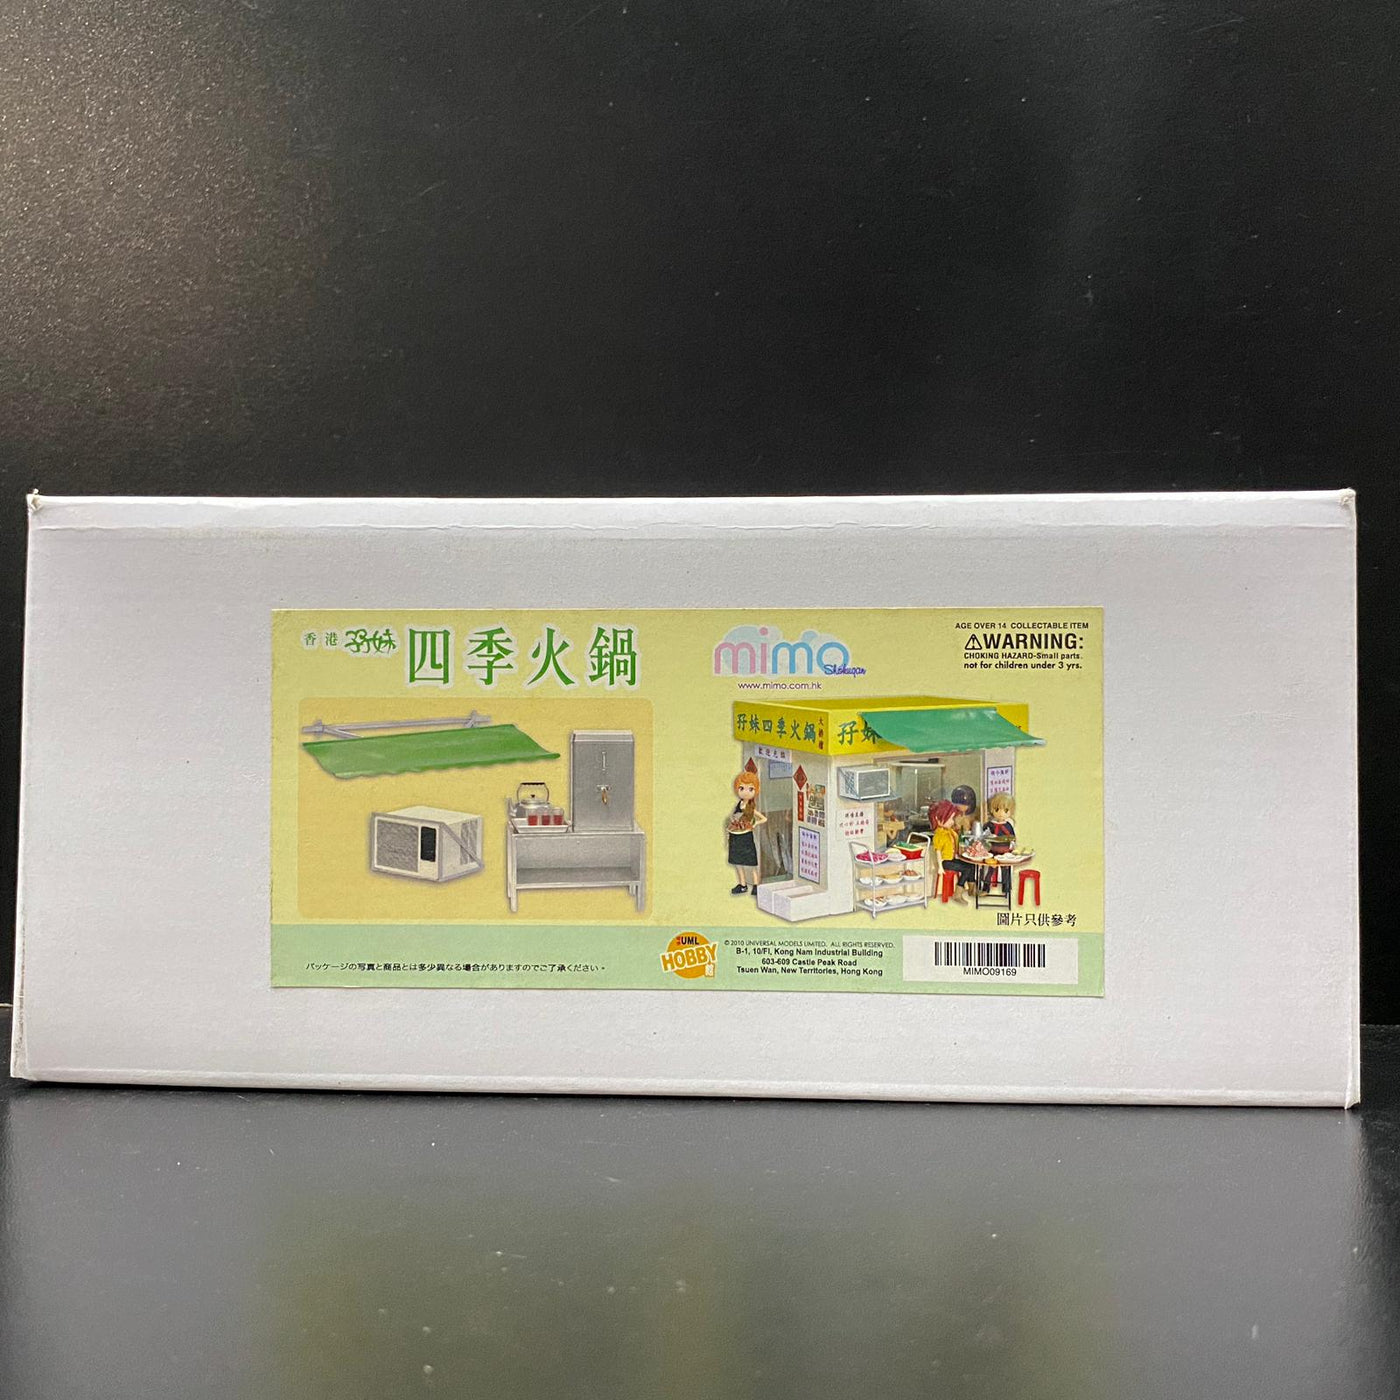 香港孖妹四季火鍋
mimo
Shokugan
www.mimo.com.hk
AGE OVER 14 COLLECTABLE ITEM
WARNING:
CHOKING HAZARD-Small parts.
not for children under 3 yrs.
孖妹四季火鍋
孖妹
歡迎光臨
圖片只供參考
パッケージの写真と商品とは多少異なる場合がありますのでご了承ください。
UML
HOBBY
© 2010 UNIVERSAL MODELS LIMITED. ALL RIGHTS RESERVED.
B-1, 10/Fl, Kong Nam Industrial Building
603-609 Castle Peak Road
Tsuen Wan, New Territories, Hong Kong
MIMO09169